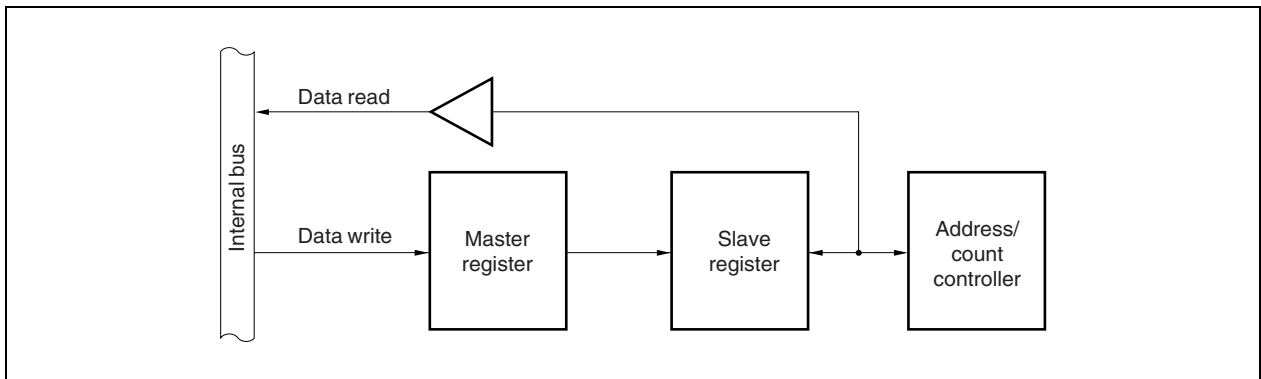 Data read
Internal bus
Data write
Master
register
Slave
register
Address/
count
controller